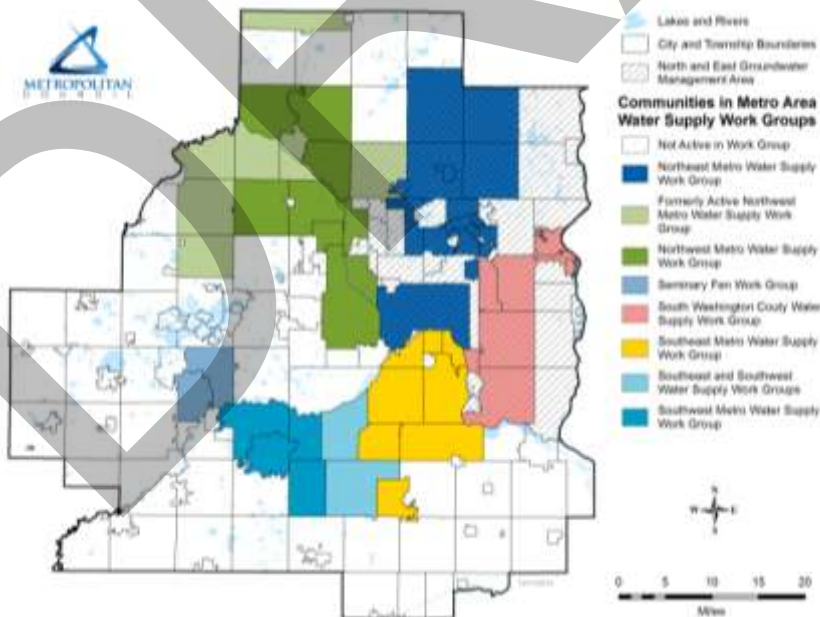 METROPOLITAN
COUNCIL
Lakes and Rivers
City and Township Boundaries
North and East Groundwater
Management Area
Communities in Metro Area
Water Supply Work Groups
Not Active in Work Group
Northeast Metro Water Supply
Work Group
Formerly Active Northwest
Metro Water Supply Work
Group
Northwest Metro Water Supply
Work Group
Seminary Fen Work Group
South Washington Couty Water
Supply Work Group
Southeast Metro Water Supply
Work Group
Southeast and Southwest
Water Supply Work Groups
Southwest Metro Water Supply
Work Group
N
W E
S
0 5 10 15 20
Miles